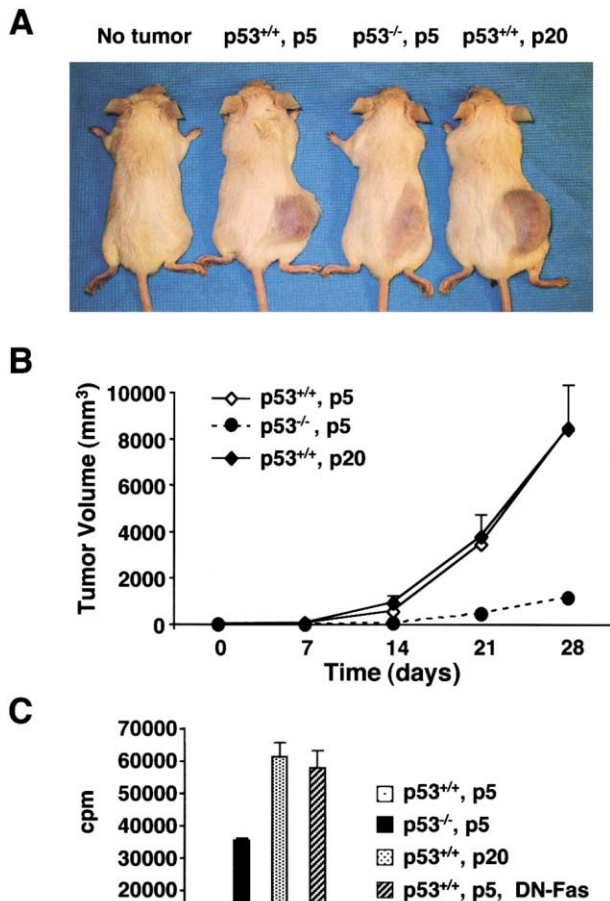 A
No tumor p53+/+, p5 p53-/-, p5 p53+/+, p20
B
Tumor Volume (mm3)
10000
8000
6000
4000
2000
0
p53+/+, p5
p53-/-, p5
p53+/+, p20
0 7 14 21 28
Time (days)
C
cpm
70000
60000
50000
40000
30000
20000
p53+/+, p5
p53-/-, p5
p53+/+, p20
p53+/+, p5, DN-Fas